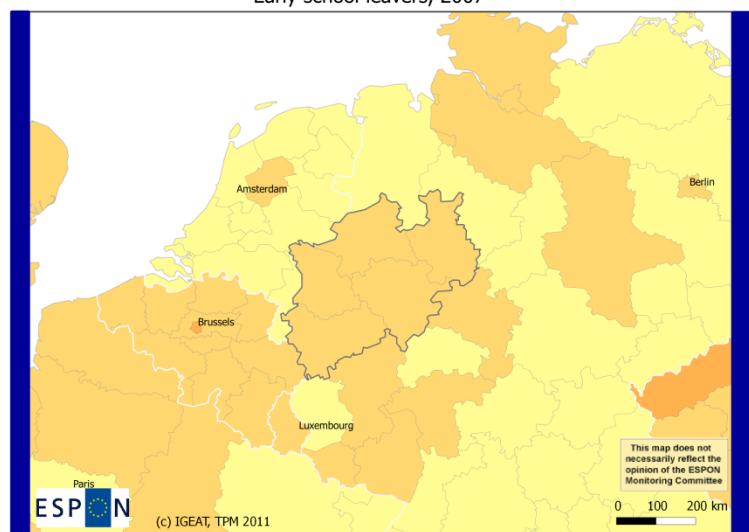 Early school leavers, 2007
Amsterdam
Berlin
Brussels
Luxembourg
Paris
This map does not
necessarily reflect the
opinion of the ESPON
Monitoring Committee
ESPON
(c) IGEAT, TPM 2011
0 100 200 km